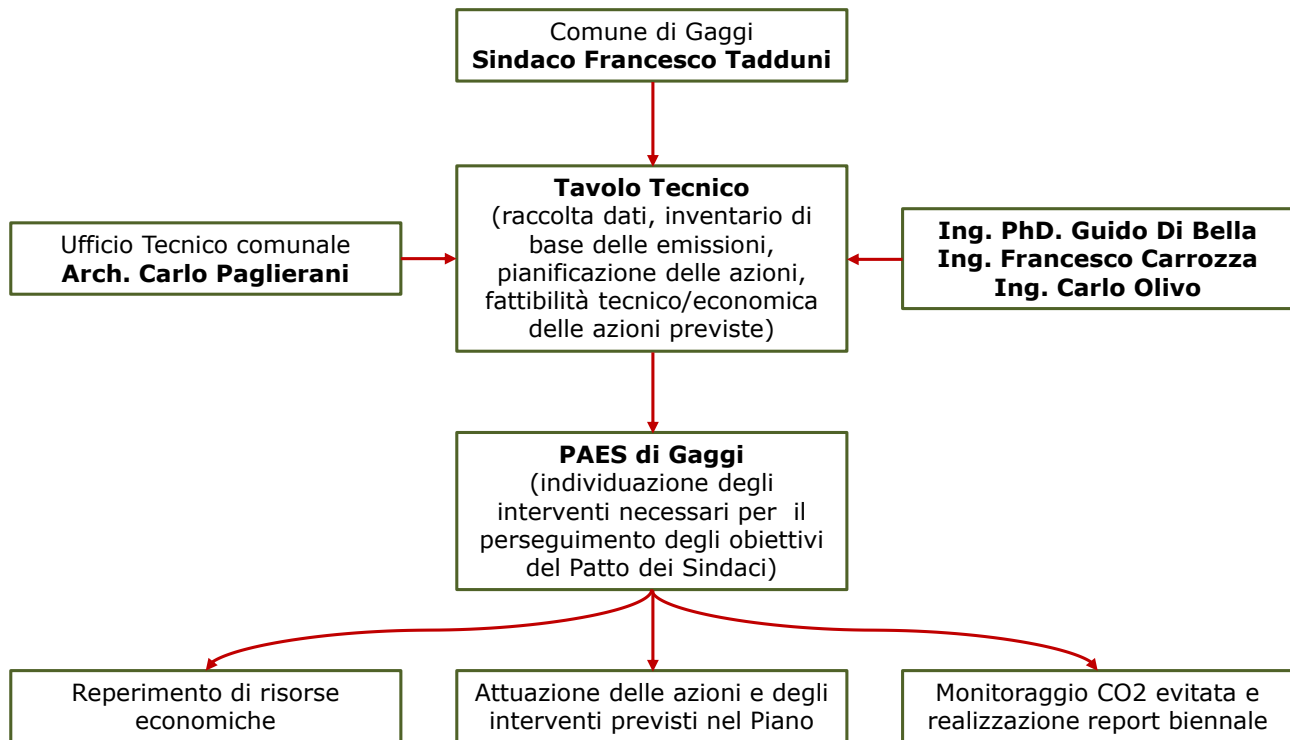 Comune di Gaggi
Sindaco Francesco Tadduni
Tavolo Tecnico
(raccolta dati, inventario di
base delle emissioni,
pianificazione delle azioni,
fattibilità tecnico/economica
delle azioni previste)
Ufficio Tecnico comunale
Arch. Carlo Paglierani
Ing. PhD. Guido Di Bella
Ing. Francesco Carrozza
Ing. Carlo Olivo
PAES di Gaggi
(individuazione degli
interventi necessari per il
perseguimento degli obiettivi
del Patto dei Sindaci)
Reperimento di risorse
economiche
Attuazione delle azioni e degli
interventi previsti nel Piano
Monitoraggio CO2 evitata e
realizzazione report biennale